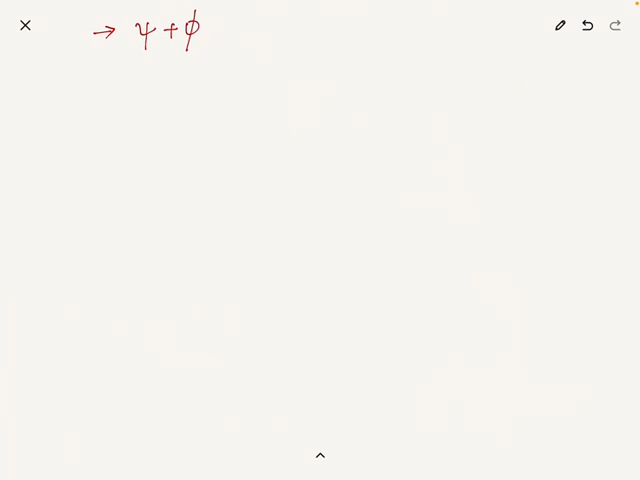 → ψ + φ